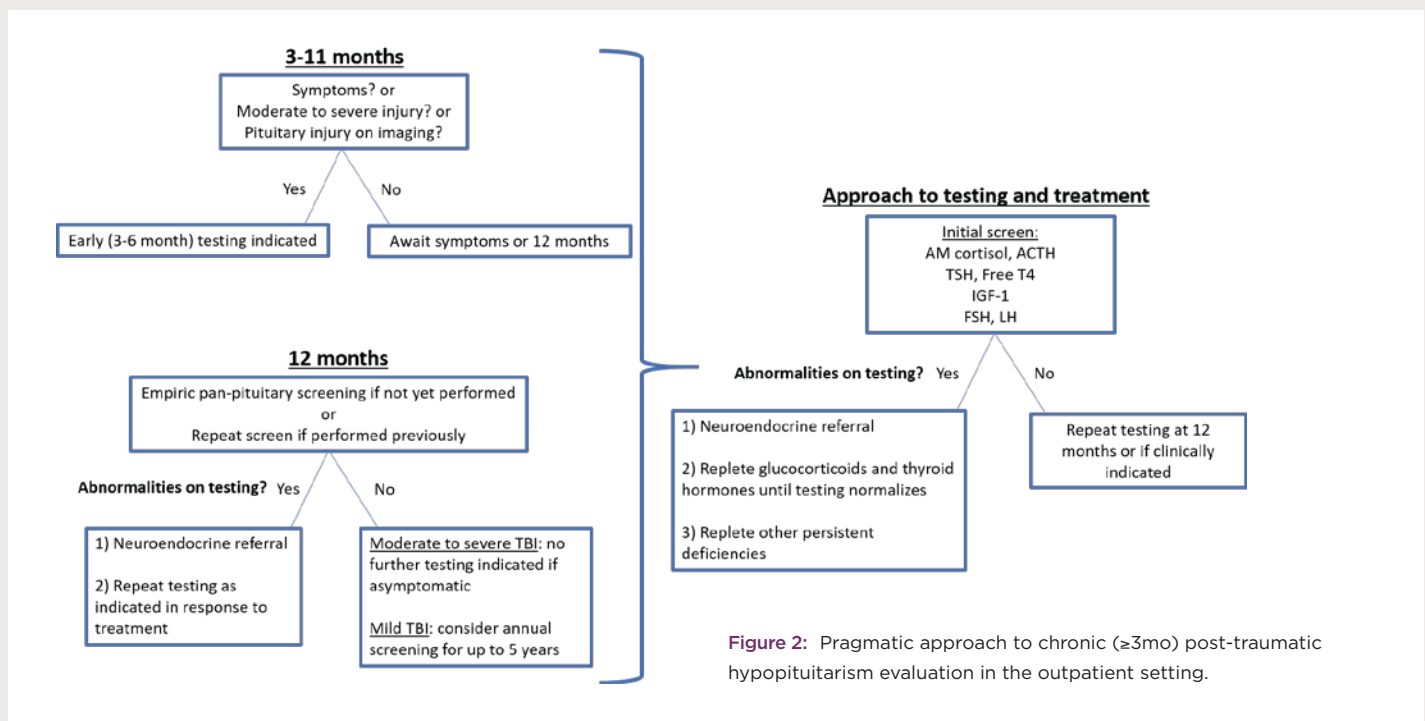 3-11 months
Symptoms? or
Moderate to severe injury? or
Pituitary injury on imaging?
Yes
No
Early (3-6 month) testing indicated
Await symptoms or 12 months
12 months
Empiric pan-pituitary screening if not yet performed
or
Repeat screen if performed previously
Abnormalities on testing? Yes
No
1) Neuroendocrine referral
2) Repeat testing as
indicated in response to
treatment
Moderate to severe TBI: no
further testing indicated if
asymptomatic
Mild TBI: consider annual
screening for up to 5 years
Approach to testing and treatment
Initial screen:
AM cortisol, ACTH
TSH, Free T4
IGF-1
FSH, LH
Abnormalities on testing? Yes
No
1) Neuroendocrine referral
2) Replete glucocorticoids and thyroid
hormones until testing normalizes
3) Replete other persistent
deficiencies
Repeat testing at 12
months or if clinically
indicated
Figure 2: Pragmatic approach to chronic (≥3mo) post-traumatic
hypopituitarism evaluation in the outpatient setting.